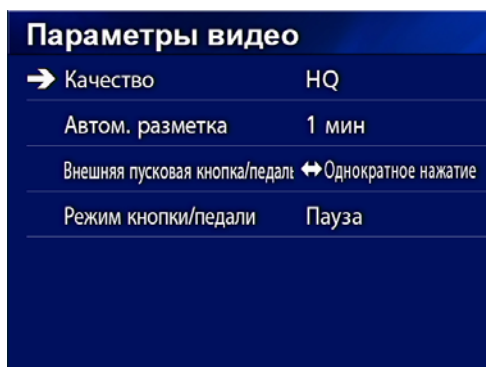 Параметры видео
Качество HQ
Автом. разметка 1 мин
Внешняя пусковая кнопка/педаль Однократное нажатие
Режим кнопки/педали Пауза